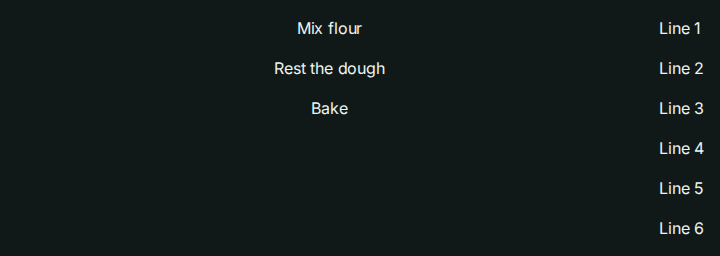 Mix flour
Rest the dough
Bake
Line 1
Line 2
Line 3
Line 4
Line 5
Line 6